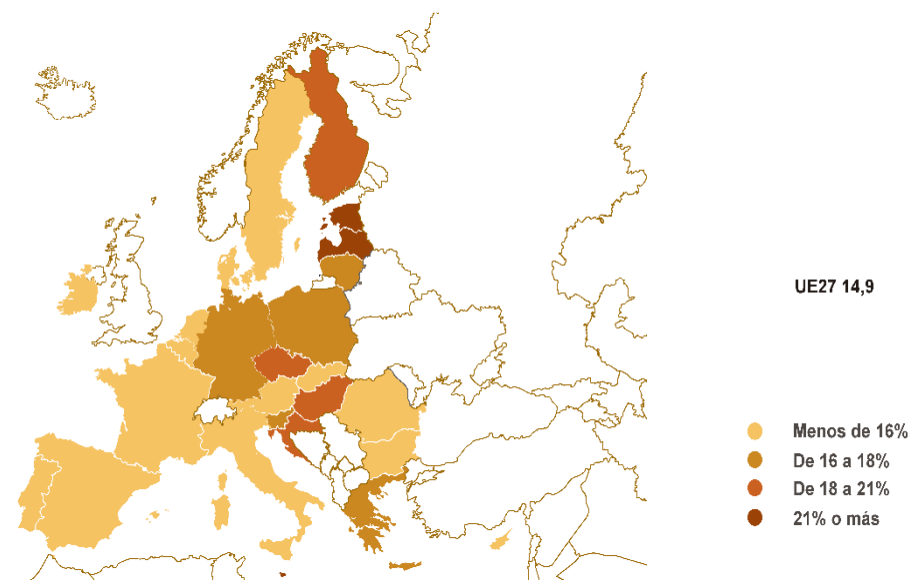 UE27 14,9
Menos de 16%
De 16 a 18%
De 18 a 21%
21% o más